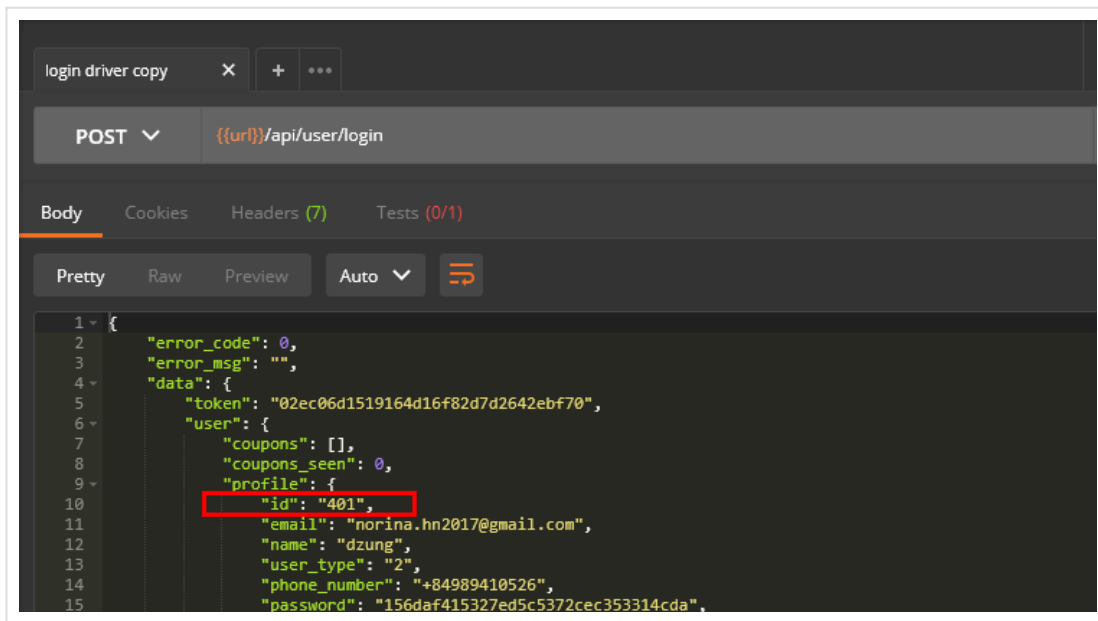 login driver copy × + •••
POST {{url}}/api/user/login
Body Cookies Headers (7) Tests (0/1)
Pretty Raw Preview Auto
1 {
2 "error_code": 0,
3 "error_msg": "",
4 "data": {
5 "token": "02ec06d1519164d16f82d7d2642ebf70",
6 "user": {
7 "coupons": [],
8 "coupons_seen": 0,
9 "profile": {
10 "id": "401",
11 "email": "norina.hn2017@gmail.com",
12 "name": "dzung",
13 "user_type": "2",
14 "phone_number": "+84989410526",
15 "password": "156daf415327ed5c5372cec353314cda",